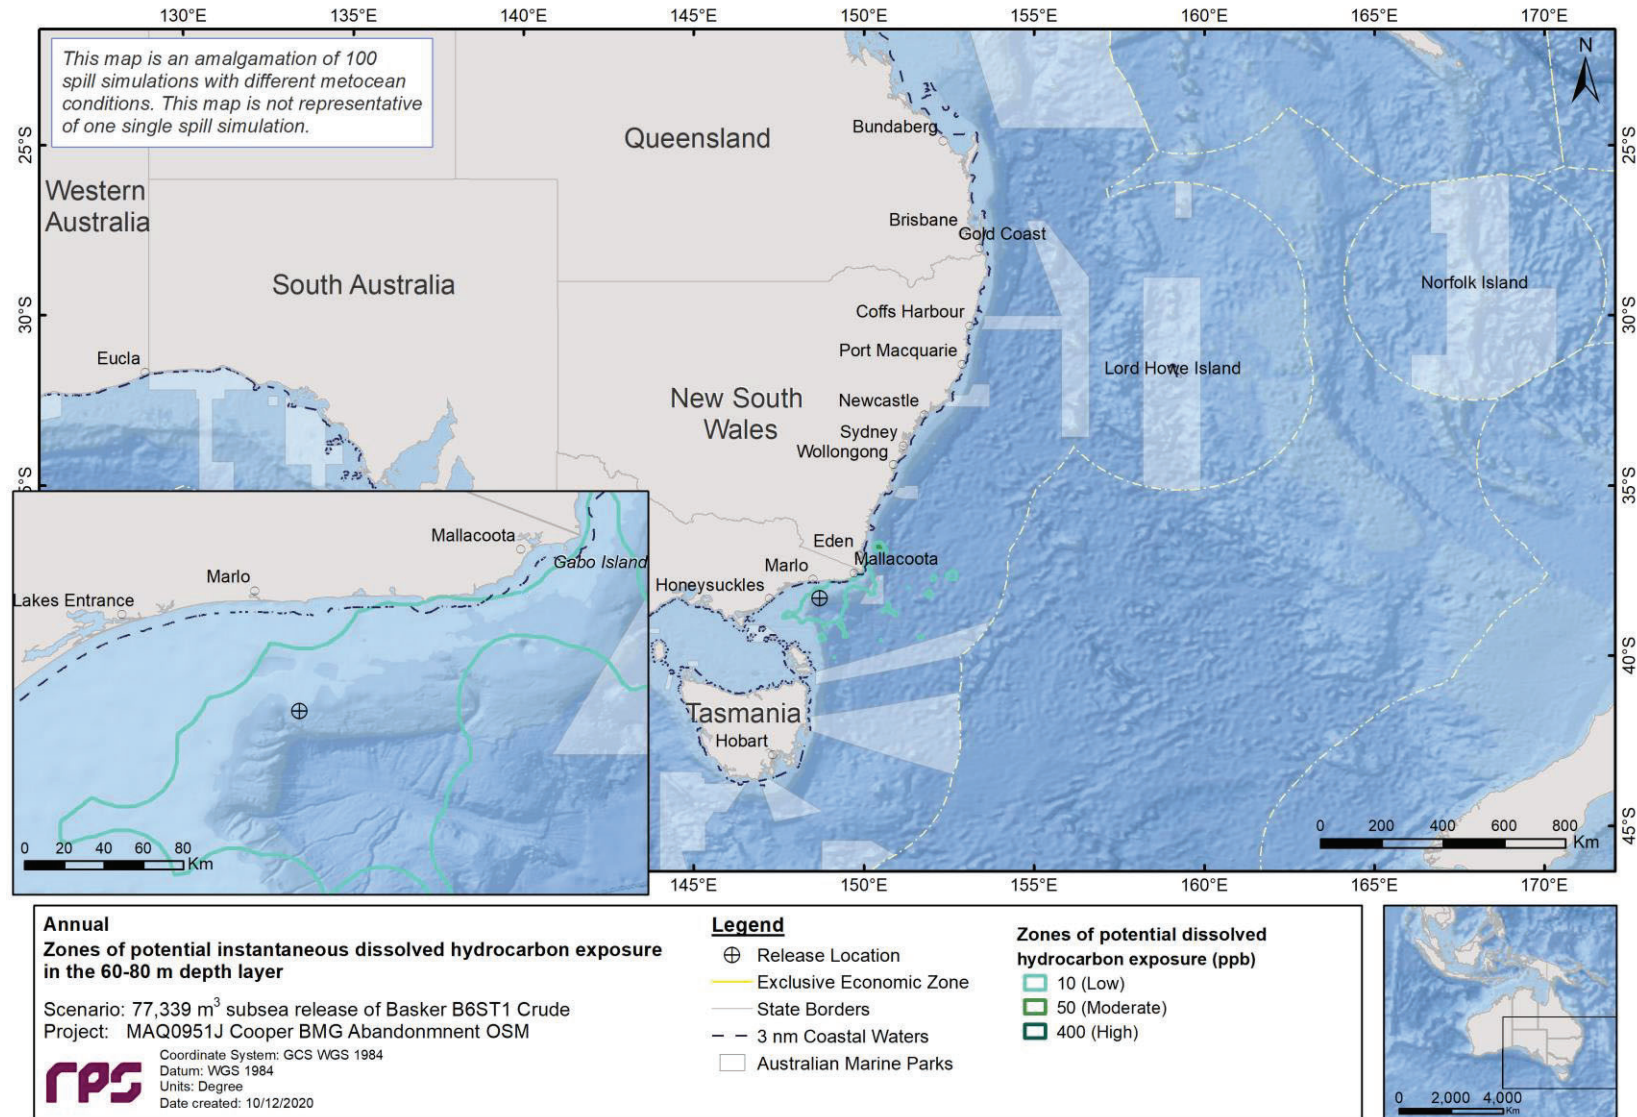 130°E 135°E 140°E 145°E 150°E 155°E 160°E 165°E 170°E
This map is an amalgamation of 100
spill simulations with different metocean
conditions. This map is not representative
of one single spill simulation.
N
25°S
30°S
35°S
25°S
30°S
35°S
40°S
45°S
Western
Australia
South Australia
Queensland
New South
Wales
Tasmania
Bundaberg
Brisbane
Gold Coast
Coffs Harbour
Port Macquarie
Newcastle
Sydney
Wollongong
Eucla
Eden
Mallacoota
Marlo
Honeysuckles
Hobart
Lord Howe Island
Norfolk Island
Mallacoota
Gabo Island
Marlo
Lakes Entrance
0 20 40 60 80
Km
0 200 400 600 800
Km
145°E 150°E 155°E 160°E 165°E 170°E
Annual
Zones of potential instantaneous dissolved hydrocarbon exposure
in the 60-80 m depth layer
Scenario: 77,339 m³ subsea release of Basker B6ST1 Crude
Project: MAQ0951J Cooper BMG Abandonmnent OSM
rps
Coordinate System: GCS WGS 1984
Datum: WGS 1984
Units: Degree
Date created: 10/12/2020
Legend
Release Location
Exclusive Economic Zone
State Borders
3 nm Coastal Waters
Australian Marine Parks
Zones of potential dissolved
hydrocarbon exposure (ppb)
10 (Low)
50 (Moderate)
400 (High)
0 2,000 4,000
Km